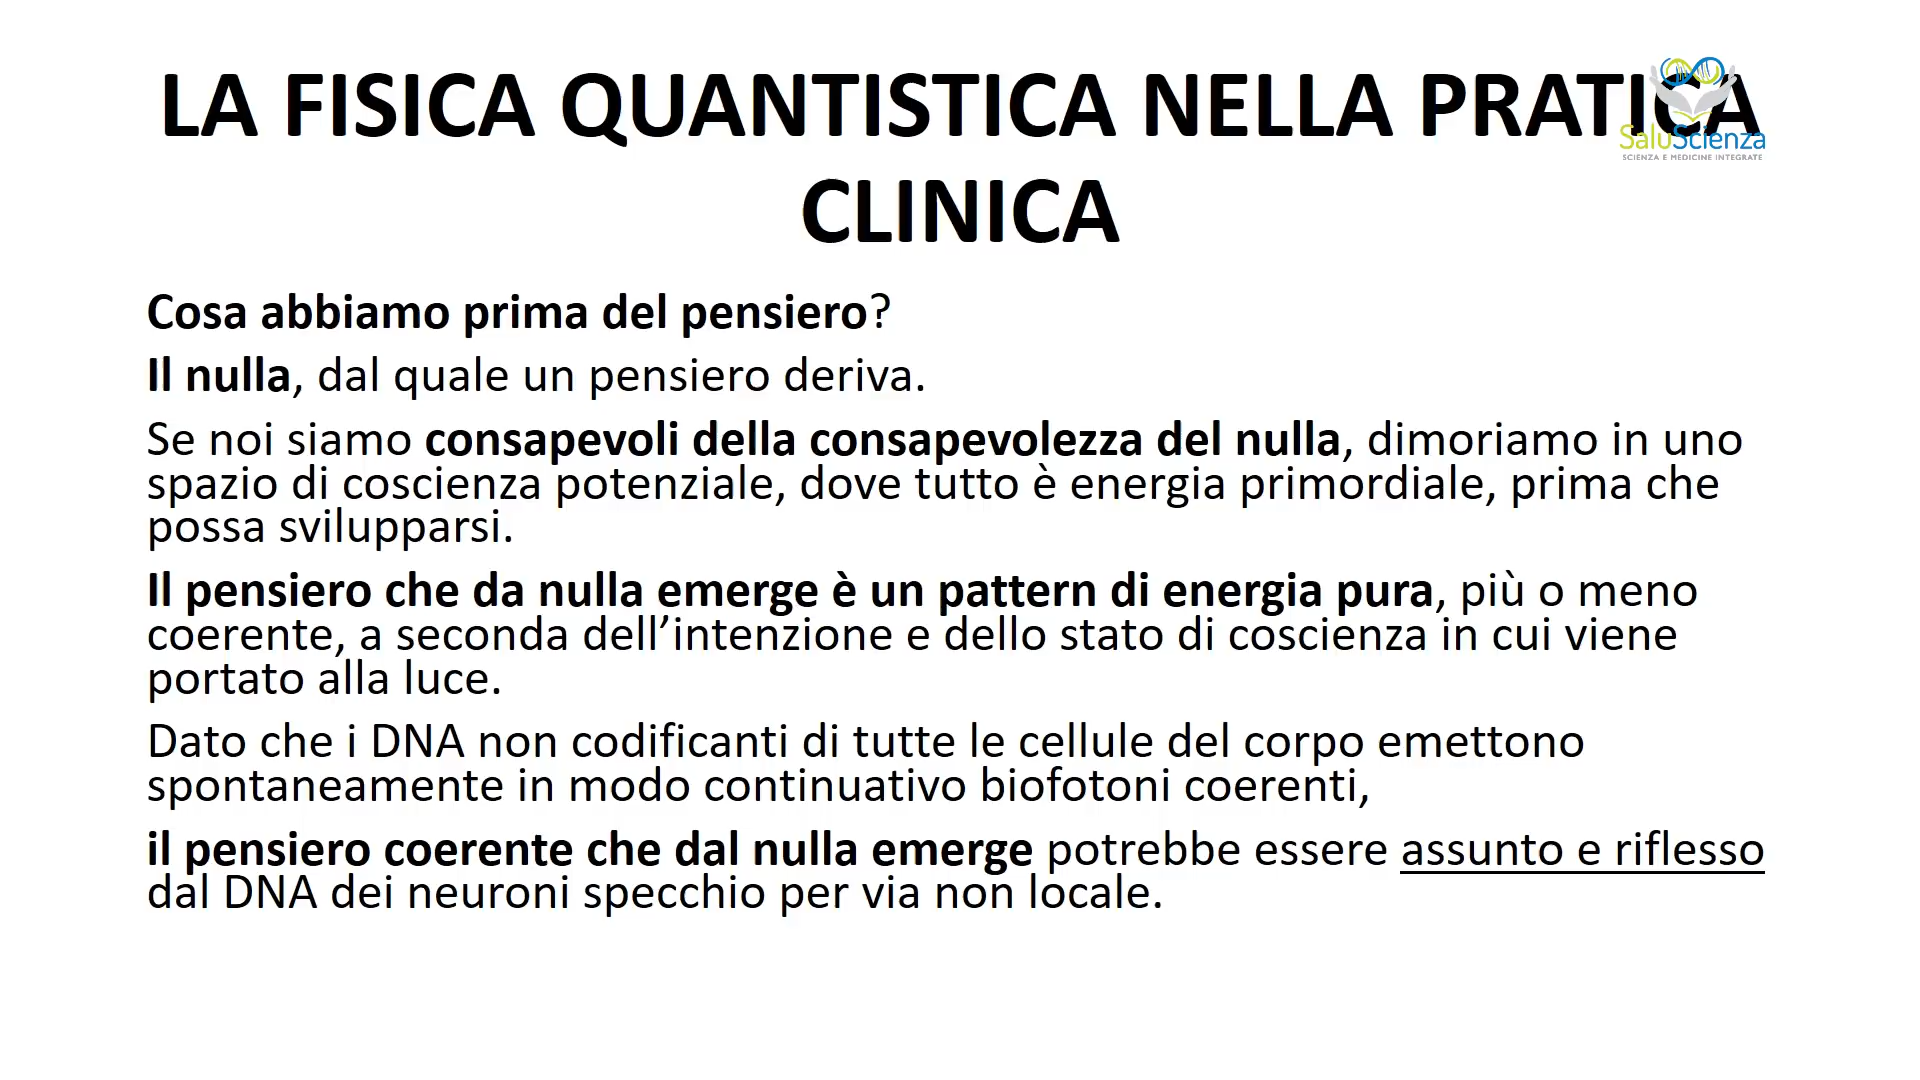 LA FISICA QUANTISTICA NELLA PRATICA
CLINICA
SaluScienza
SCIENZA E MEDICINE INTEGRATE
Cosa abbiamo prima del pensiero?
Il nulla, dal quale un pensiero deriva.
Se noi siamo consapevoli della consapevolezza del nulla, dimoriamo in uno
spazio di coscienza potenziale, dove tutto è energia primordiale, prima che
possa svilupparsi.
Il pensiero che da nulla emerge è un pattern di energia pura, più o meno
coerente, a seconda dell’intenzione e dello stato di coscienza in cui viene
portato alla luce.
Dato che i DNA non codificanti di tutte le cellule del corpo emettono
spontaneamente in modo continuativo biofotoni coerenti,
il pensiero coerente che dal nulla emerge potrebbe essere assunto e riflesso
dal DNA dei neuroni specchio per via non locale.